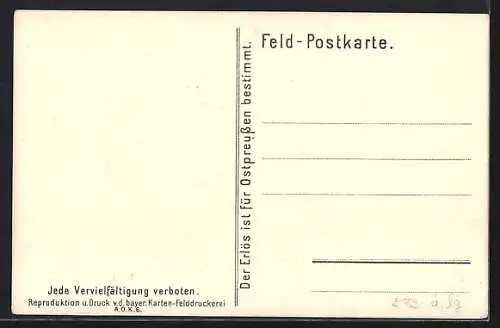 Feld-Postkarte.
Der Erlös ist für Ostpreußen bestimmt.
Jede Vervielfältigung verboten.
Reproduktion u. Druck v. d. bayer. Karten-Felddruckerei
A.O.K.6.